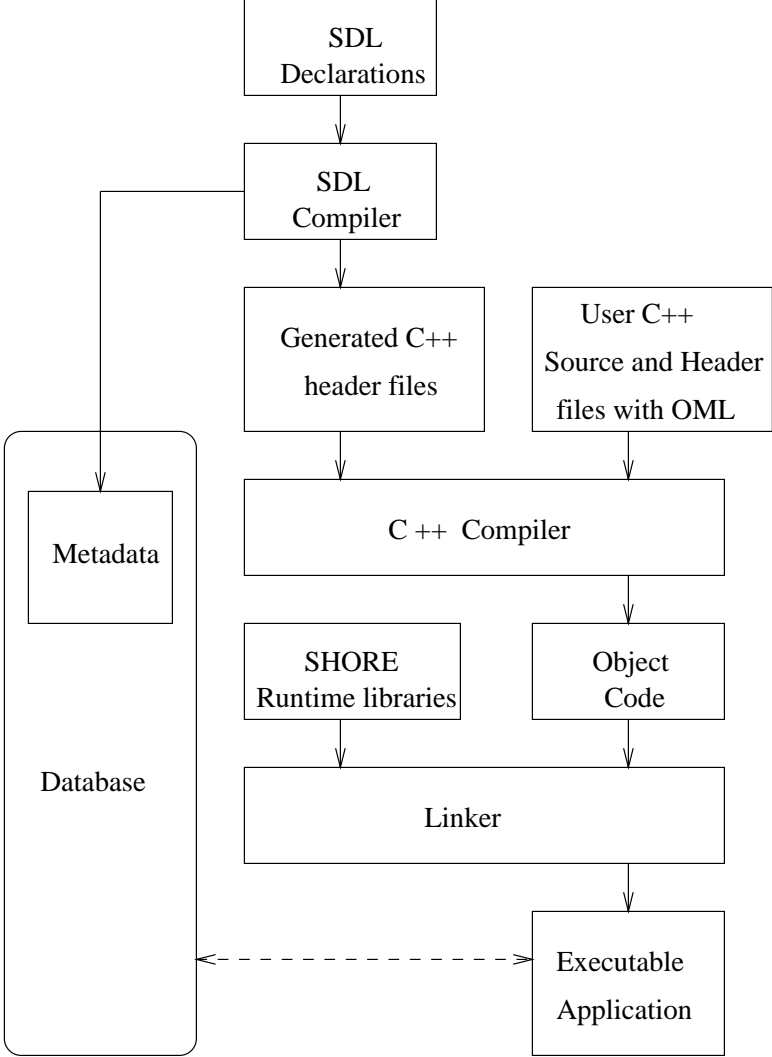 SDL
Declarations
SDL
Compiler
Generated C++
header files
User C++
Source and Header
files with OML
C ++ Compiler
Metadata
SHORE
Runtime libraries
Object
Code
Database
Linker
Executable
Application